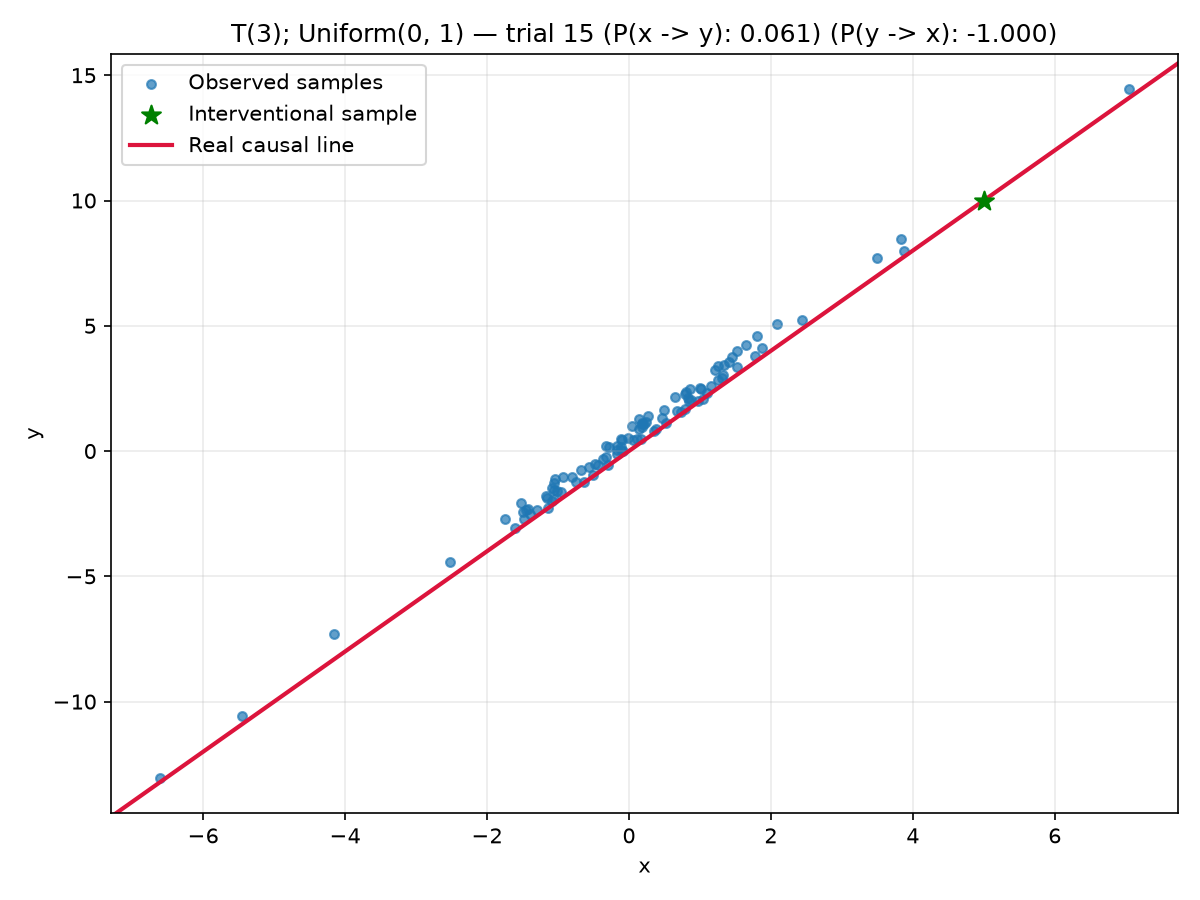 T(3); Uniform(0, 1) — trial 15 (P(x -> y): 0.061) (P(y -> x): -1.000)
Observed samples
Interventional sample
Real causal line
15
10
5
0
−5
−10
y
−6
−4
−2
0
2
4
6
x